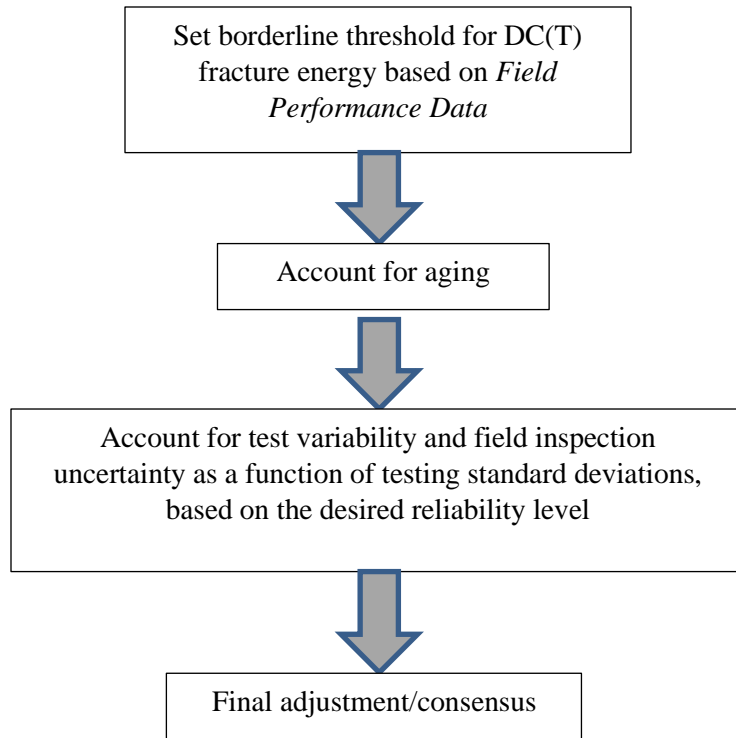 Set borderline threshold for DC(T)
fracture energy based on Field
Performance Data
Account for aging
Account for test variability and field inspection
uncertainty as a function of testing standard deviations,
based on the desired reliability level
Final adjustment/consensus